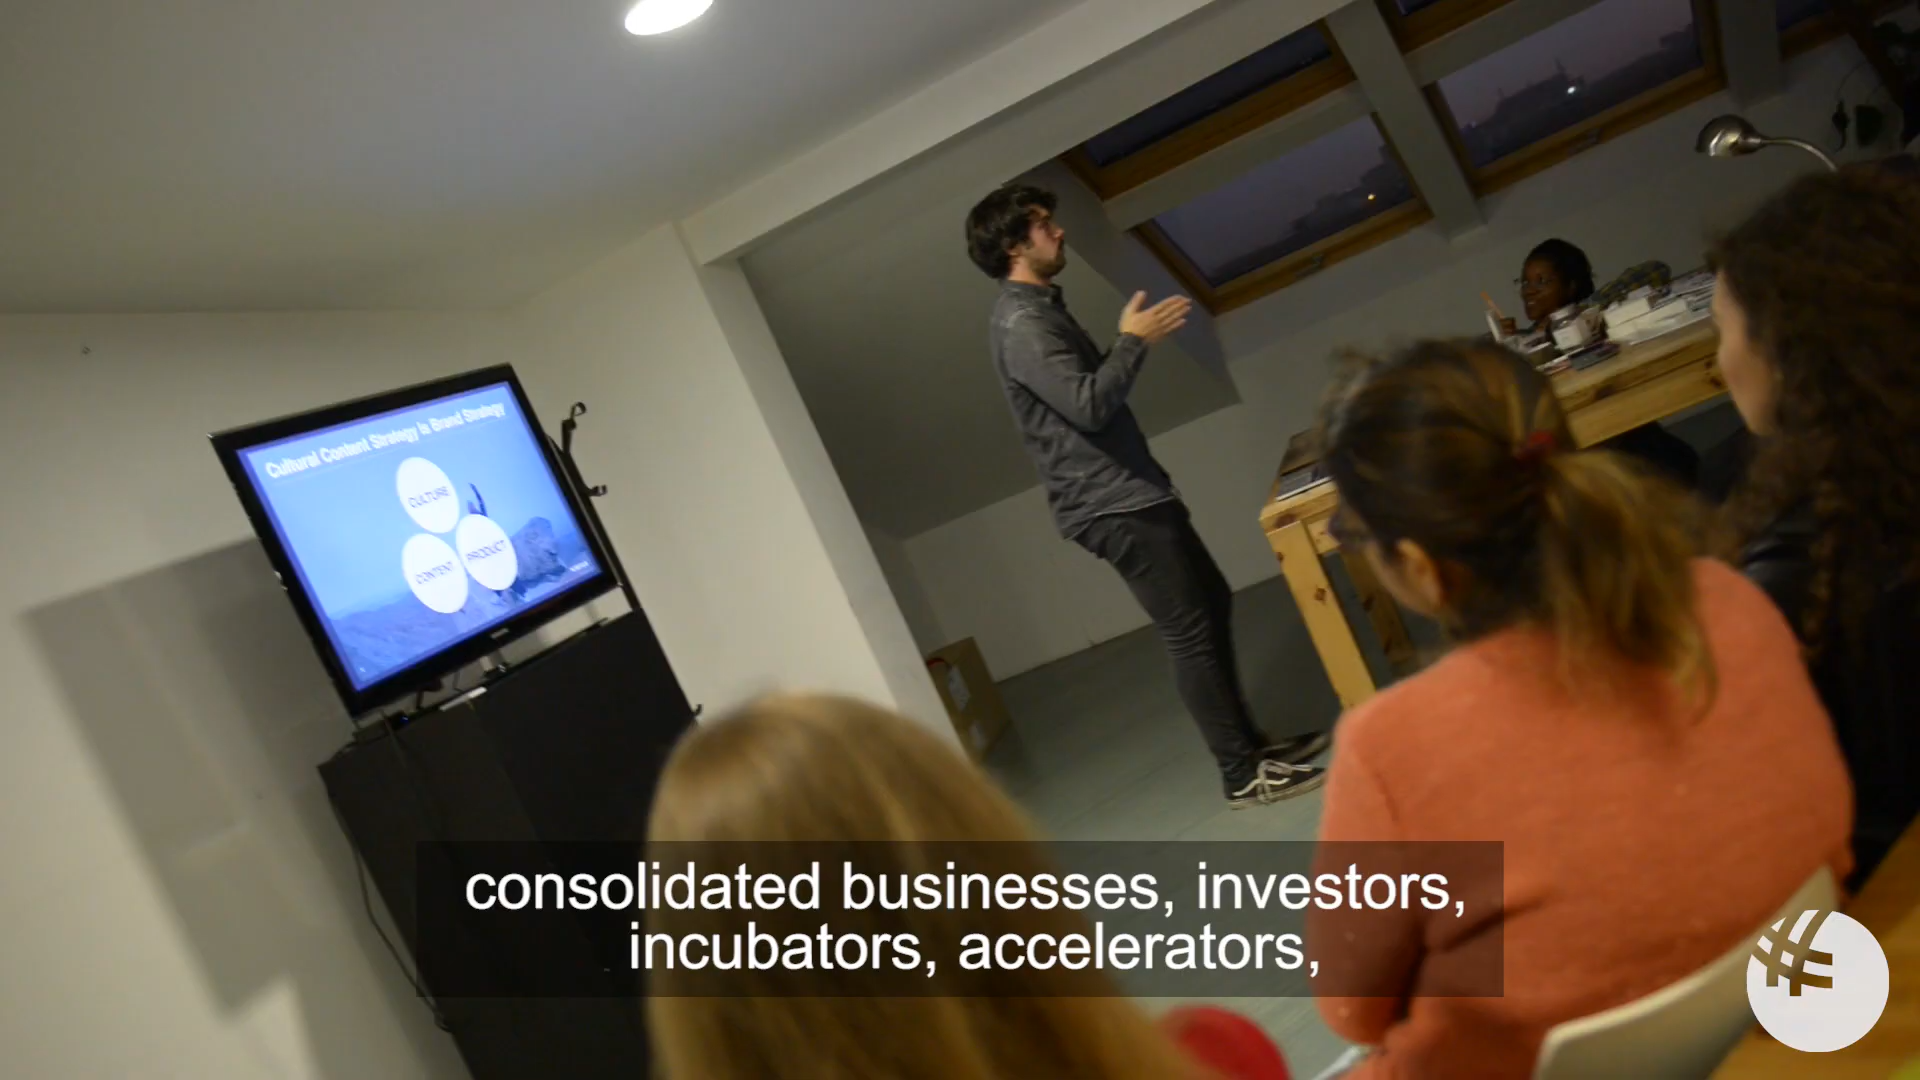 Cultural Content Strategy Is Brand Strategy
CULTURE
CONTENT
PRODUCT
consolidated businesses, investors,
incubators, accelerators,